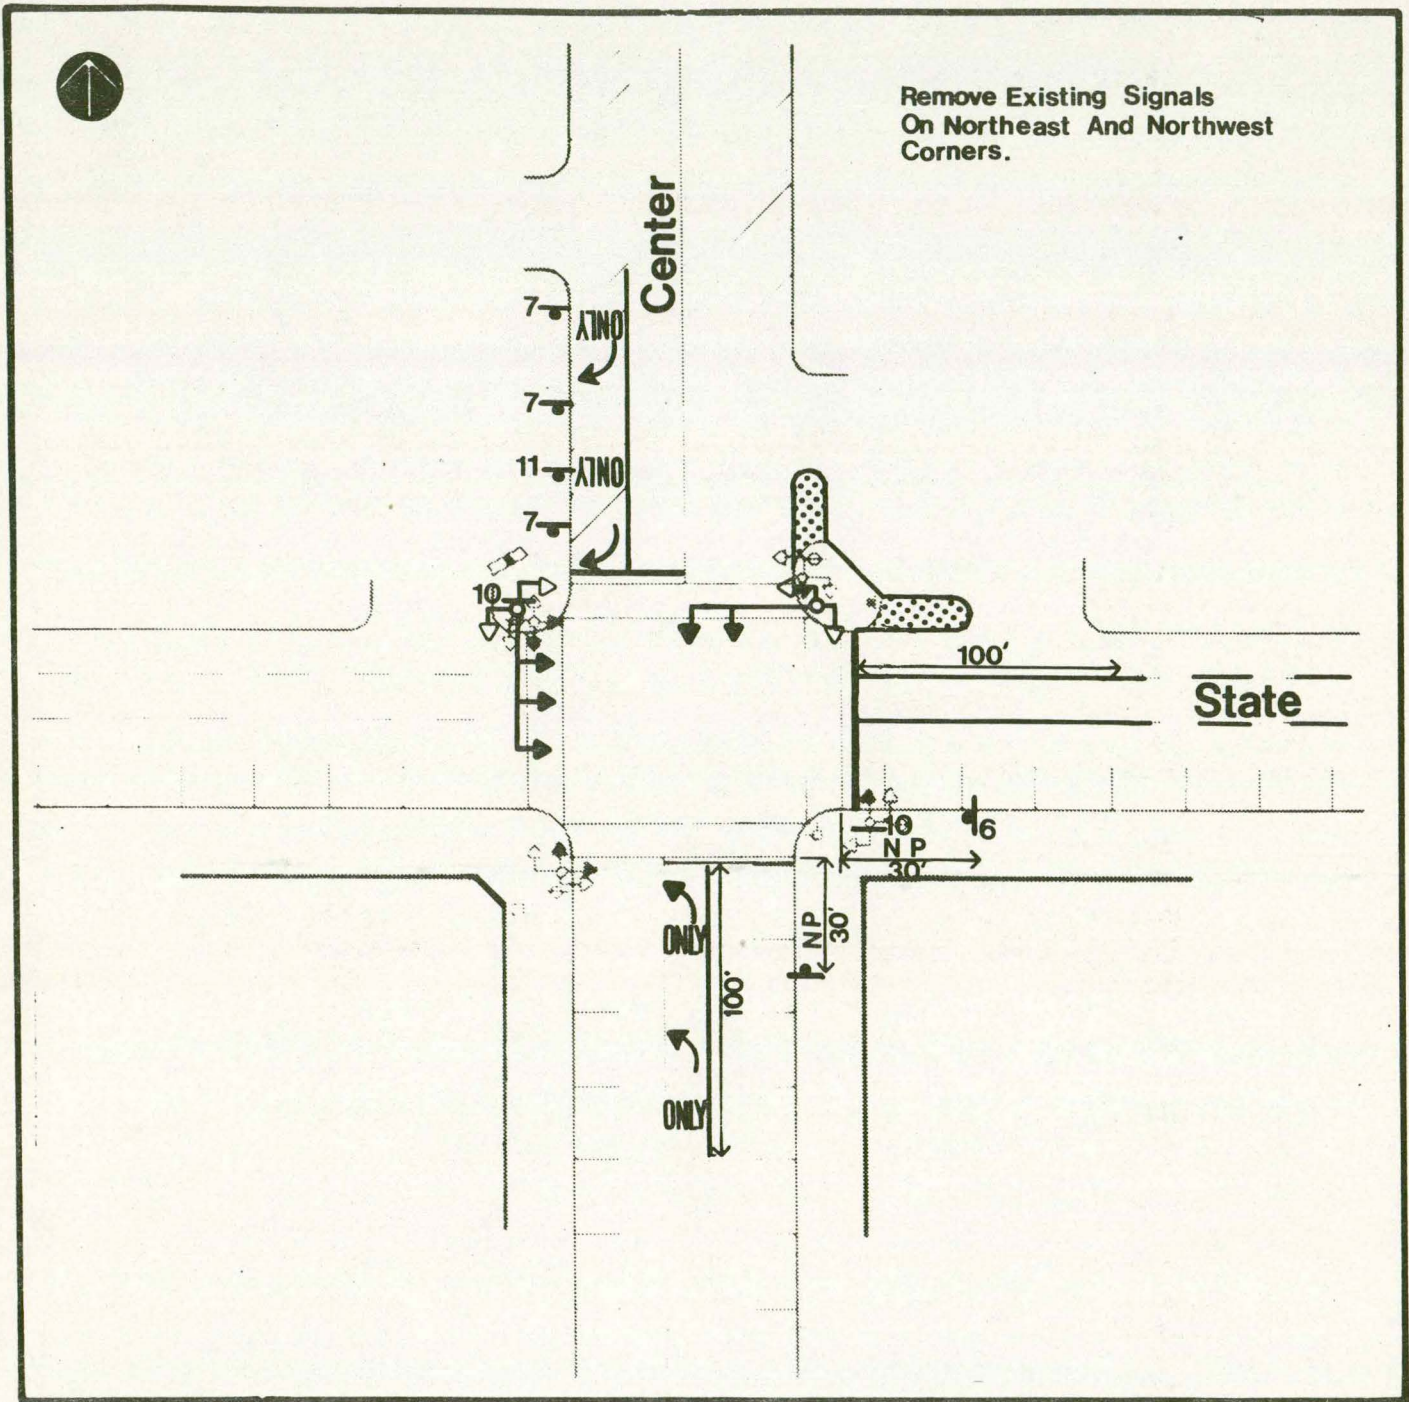 Remove Existing Signals
On Northeast And Northwest
Corners.
Center
7
ONLY
7
11
ONLY
7
10
100'
State
10
6
N P
30'
ONLY
N P
30'
100'
ONLY